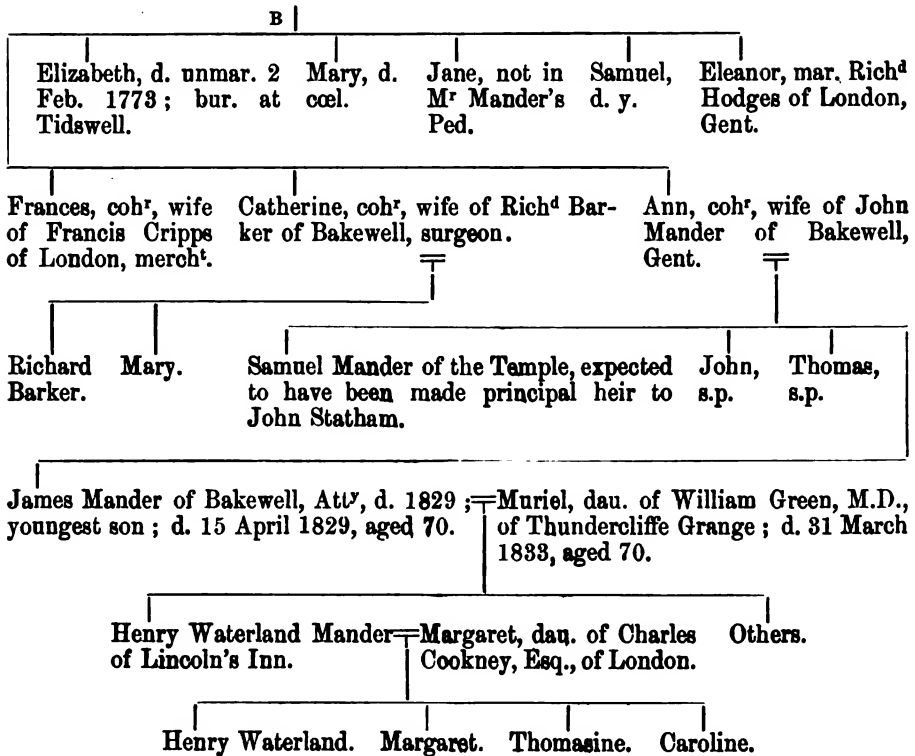 B
Elizabeth, d. unmar. 2
Feb. 1773; bur. at
Tidswell.
Mary, d.
cœl.
Jane, not in
Mʳ Mander's
Ped.
Samuel,
d. y.
Eleanor, mar. Richᵈ
Hodges of London,
Gent.
Frances, cohʳ, wife
of Francis Cripps
of London, merchᵗ.
Catherine, cohʳ, wife of Richᵈ Bar-
ker of Bakewell, surgeon.
Ann, cohʳ, wife of John
Mander of Bakewell,
Gent.
Richard
Barker.
Mary.
Samuel Mander of the Temple, expected
to have been made principal heir to
John Statham.
John,
s.p.
Thomas,
s.p.
James Mander of Bakewell, Attʸ, d. 1829;
youngest son; d. 15 April 1829, aged 70.
Muriel, dau. of William Green, M.D.,
of Thundercliffe Grange; d. 31 March
1833, aged 70.
Henry Waterland Mander
of Lincoln's Inn.
Margaret, dau. of Charles
Cookney, Esq., of London.
Others.
Henry Waterland. Margaret. Thomasine. Caroline.